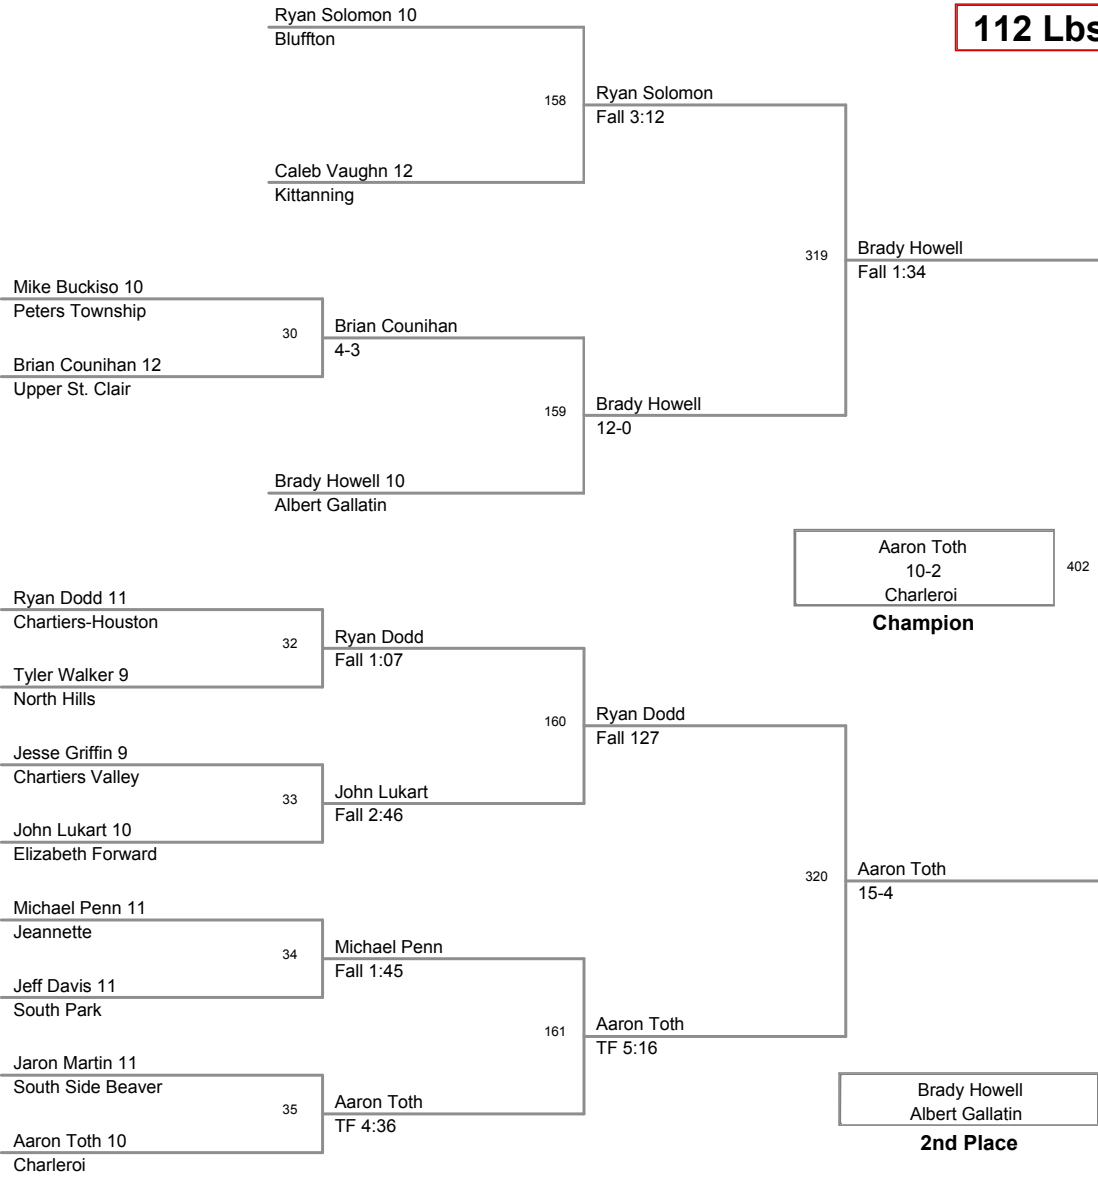 Ryan Solomon 10
Bluffton
112 Lbs
158
Ryan Solomon
Fall 3:12
Caleb Vaughn 12
Kittanning
319
Brady Howell
Fall 1:34
Mike Buckiso 10
Peters Township
30
Brian Counihan
4-3
Brian Counihan 12
Upper St. Clair
159
Brady Howell
12-0
Brady Howell 10
Albert Gallatin
Aaron Toth
10-2
Charleroi
402
Champion
Ryan Dodd 11
Chartiers-Houston
32
Ryan Dodd
Fall 1:07
Tyler Walker 9
North Hills
160
Ryan Dodd
Fall 127
Jesse Griffin 9
Chartiers Valley
33
John Lukart
Fall 2:46
John Lukart 10
Elizabeth Forward
320
Aaron Toth
15-4
Michael Penn 11
Jeannette
34
Michael Penn
Fall 1:45
Jeff Davis 11
South Park
161
Aaron Toth
TF 5:16
Jaron Martin 11
South Side Beaver
35
Aaron Toth
TF 4:36
Aaron Toth 10
Charleroi
Brady Howell
Albert Gallatin
2nd Place